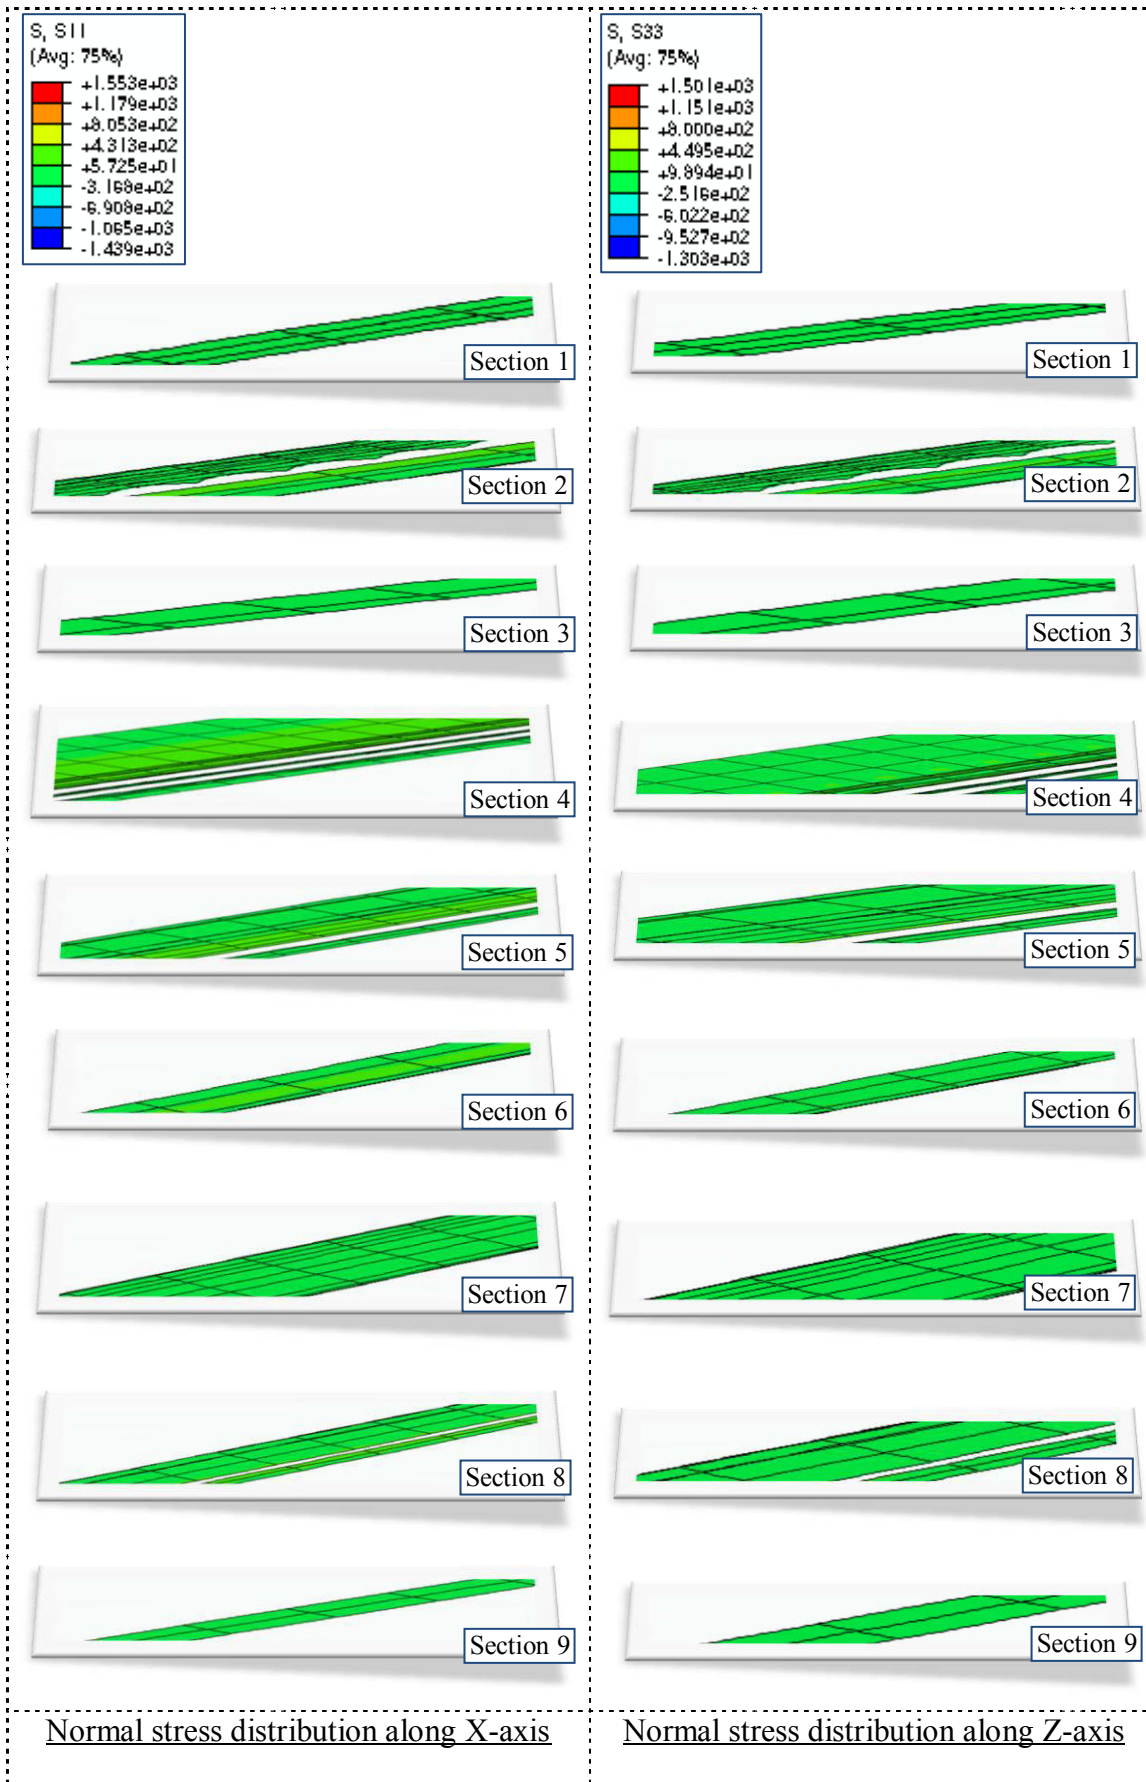 S, S11
(Avg: 75%)
+1.553e+03
+1.179e+03
+8.053e+02
+4.313e+02
+5.725e+01
-3.168e+02
-6.908e+02
-1.065e+03
-1.439e+03
Section 1
Section 2
Section 3
Section 4
Section 5
Section 6
Section 7
Section 8
Section 9
Normal stress distribution along X-axis
S, S33
(Avg: 75%)
+1.501e+03
+1.151e+03
+8.000e+02
+4.495e+02
+9.894e+01
-2.516e+02
-6.022e+02
-9.527e+02
-1.303e+03
Section 1
Section 2
Section 3
Section 4
Section 5
Section 6
Section 7
Section 8
Section 9
Normal stress distribution along Z-axis